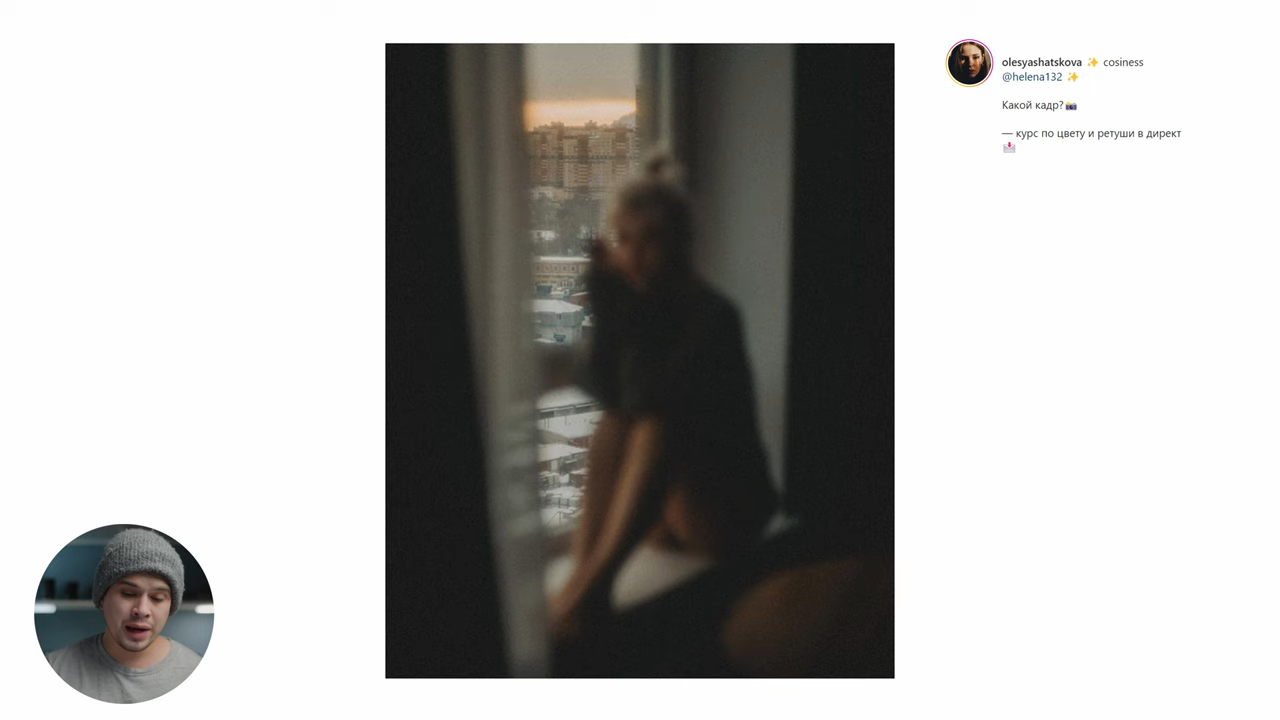 olesyashatskova ✨ cosiness
@helena132 ✨
Какой кадр?📸
— курс по цвету и ретуши в директ
📩